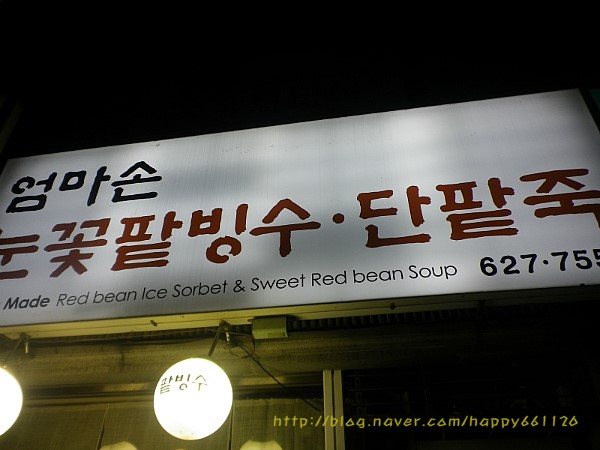 엄마손
눈꽃팥빙수·단팥죽
Made Red bean Ice Sorbet & Sweet Red bean Soup 627·755
팥빙수
http://blog.naver.com/happy661126